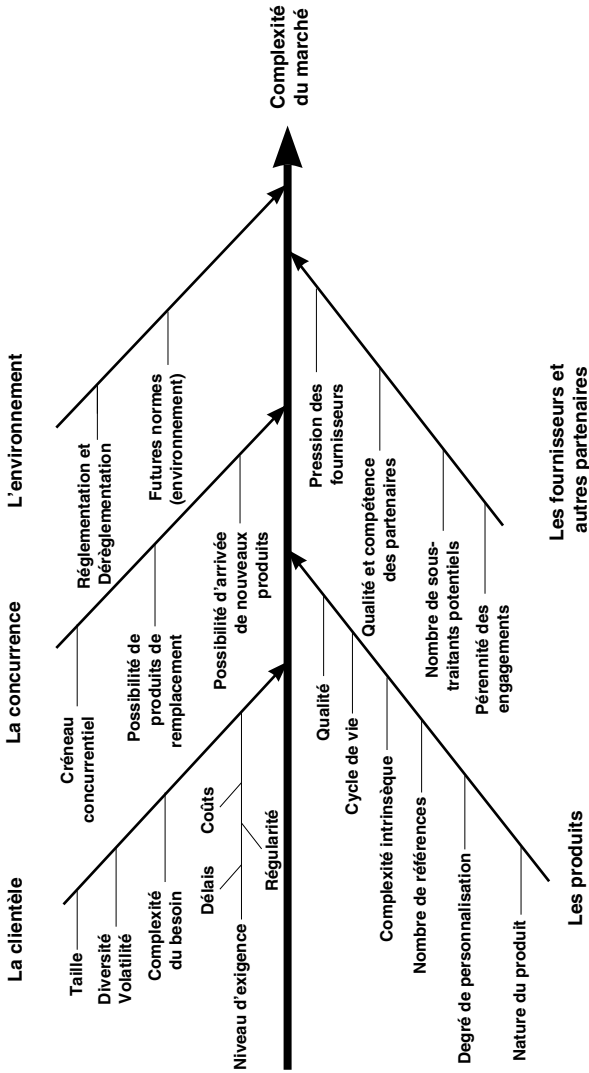 Complexité
du marché
La clientèle
Taille
Diversité
Volatilité
Complexité
du besoin
Niveau d'exigence
Délais
Coûts
Régularité
La concurrence
Créneau
concurrentiel
Possibilité de
produits de
remplacement
Possibilité d'arrivée
de nouveaux
produits
L'environnement
Réglementation et
Dérèglementation
Futures normes
(environnement)
Qualité
Cycle de vie
Complexité intrinsèque
Nombre de références
Degré de personnalisation
Nature du produit
Les produits
Pression des
fournisseurs
Qualité et compétence
des partenaires
Nombre de sous-
traitants potentiels
Pérennité des
engagements
Les fournisseurs et
autres partenaires